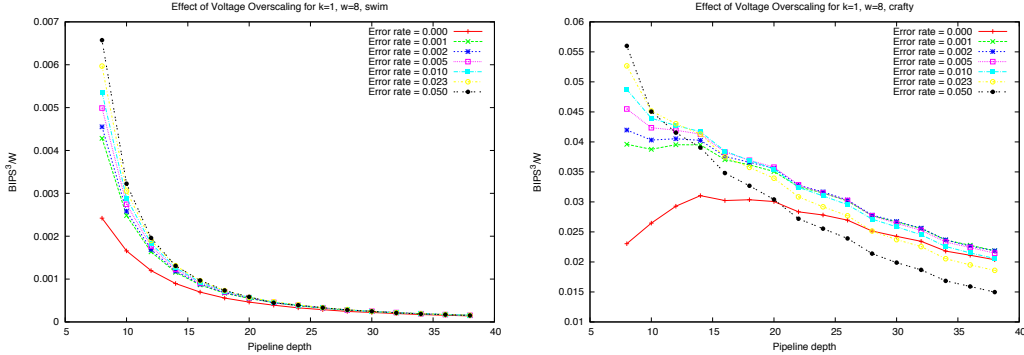 Effect of Voltage Overscaling for k=1, w=8, swim
BIPS³/W
0.007
0.006
0.005
0.004
0.003
0.002
0.001
0
Error rate = 0.000
Error rate = 0.001
Error rate = 0.002
Error rate = 0.005
Error rate = 0.010
Error rate = 0.023
Error rate = 0.050
5 10 15 20 25 30 35 40
Pipeline depth
Effect of Voltage Overscaling for k=1, w=8, crafty
BIPS³/W
0.06
0.055
0.05
0.045
0.04
0.035
0.03
0.025
0.02
0.015
0.01
Error rate = 0.000
Error rate = 0.001
Error rate = 0.002
Error rate = 0.005
Error rate = 0.010
Error rate = 0.023
Error rate = 0.050
5 10 15 20 25 30 35 40
Pipeline depth